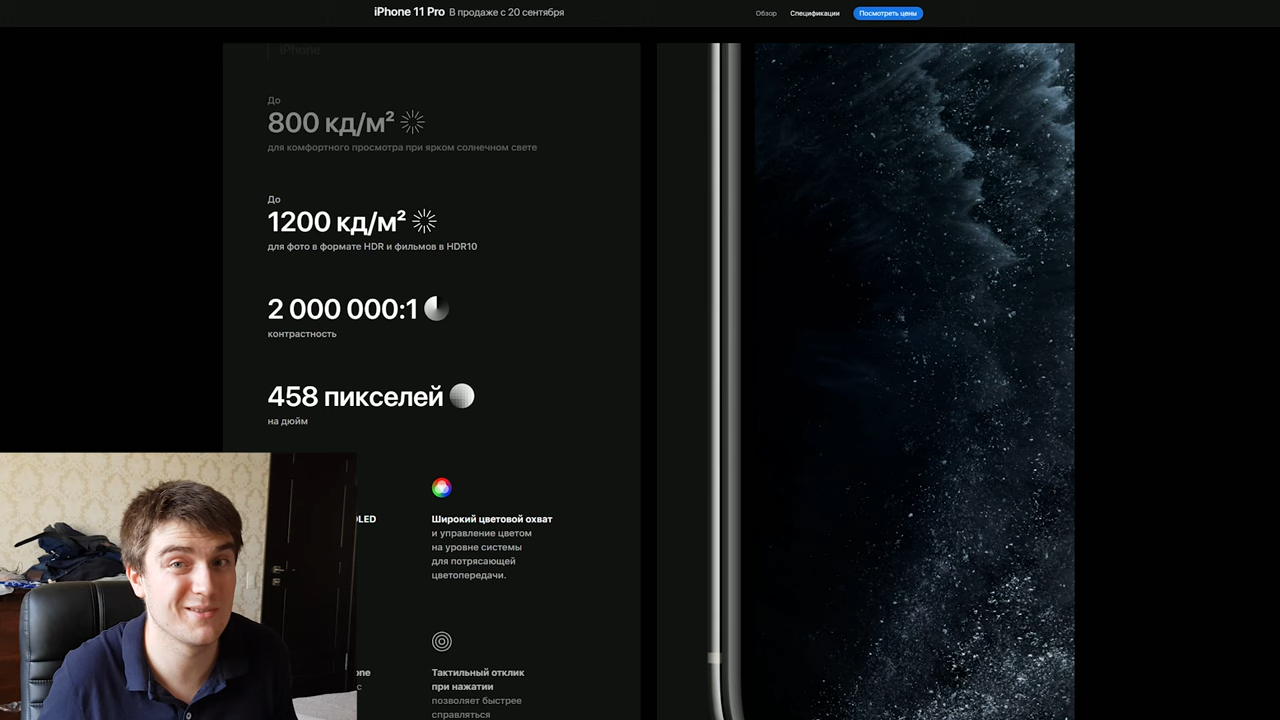 iPhone 11 Pro В продаже с 20 сентября
Обзор
Спецификации
Посмотреть цены
iPhone
До
800 кд/м²
для комфортного просмотра при ярком солнечном свете
До
1200 кд/м²
для фото в формате HDR и фильмов в HDR10
2 000 000:1
контрастность
458 пикселей
на дюйм
Широкий цветовой охват
и управление цветом
на уровне системы
для потрясающей
цветопередачи.
Тактильный отклик
при нажатии
позволяет быстрее
справляться